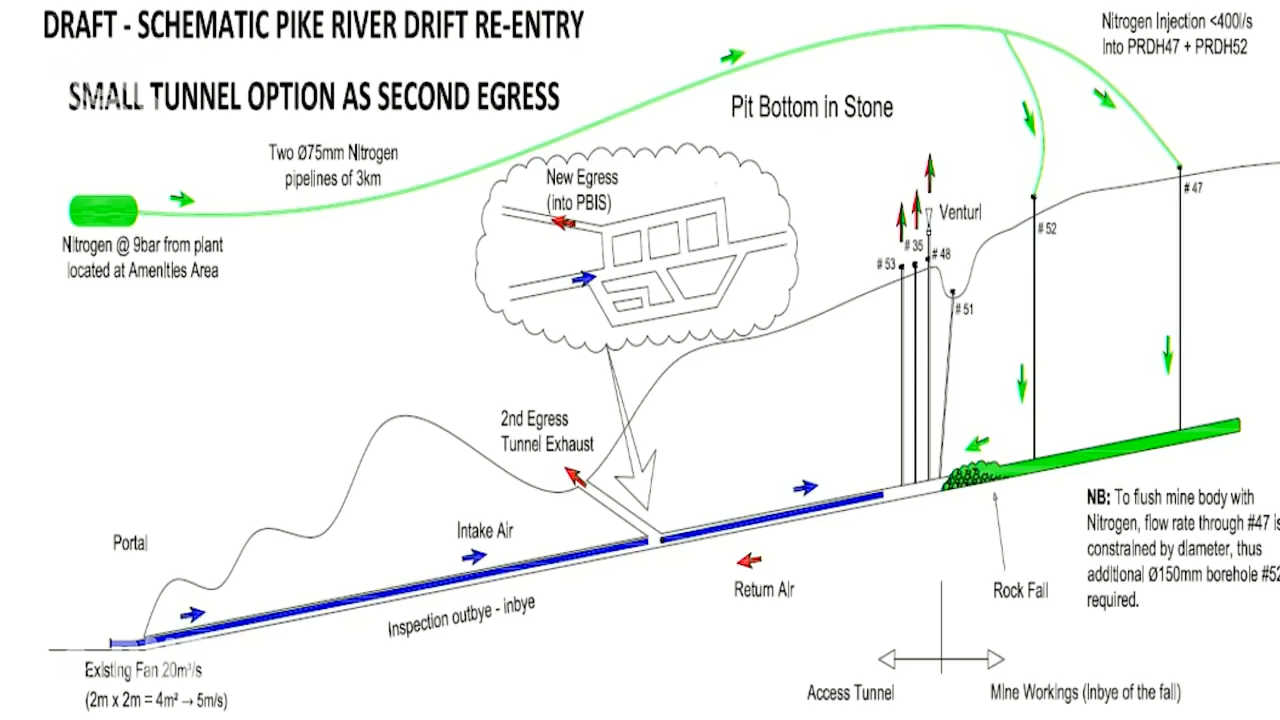 DRAFT - SCHEMATIC PIKE RIVER DRIFT RE-ENTRY
SMALL TUNNEL OPTION AS SECOND EGRESS
Nitrogen Injection <400l/s
Into PRDH47 + PRDH52
Pit Bottom in Stone
Two Ø75mm Nitrogen
pipelines of 3km
New Egress
(into PBIS)
Nitrogen @ 9bar from plant
located at Amenities Area
# 47
# 52
Venturi
# 35
# 48
# 53
# 51
2nd Egress
Tunnel Exhaust
Intake Air
Portal
NB: To flush mine body with
Nitrogen, flow rate through #47 is
constrained by diameter, thus
additional Ø150mm borehole #52
required.
Return Air
Rock Fall
Inspection outbye - inbye
Existing Fan 20m³/s
(2m x 2m = 4m² → 5m/s)
Access Tunnel
Mine Workings (inbye of the fall)